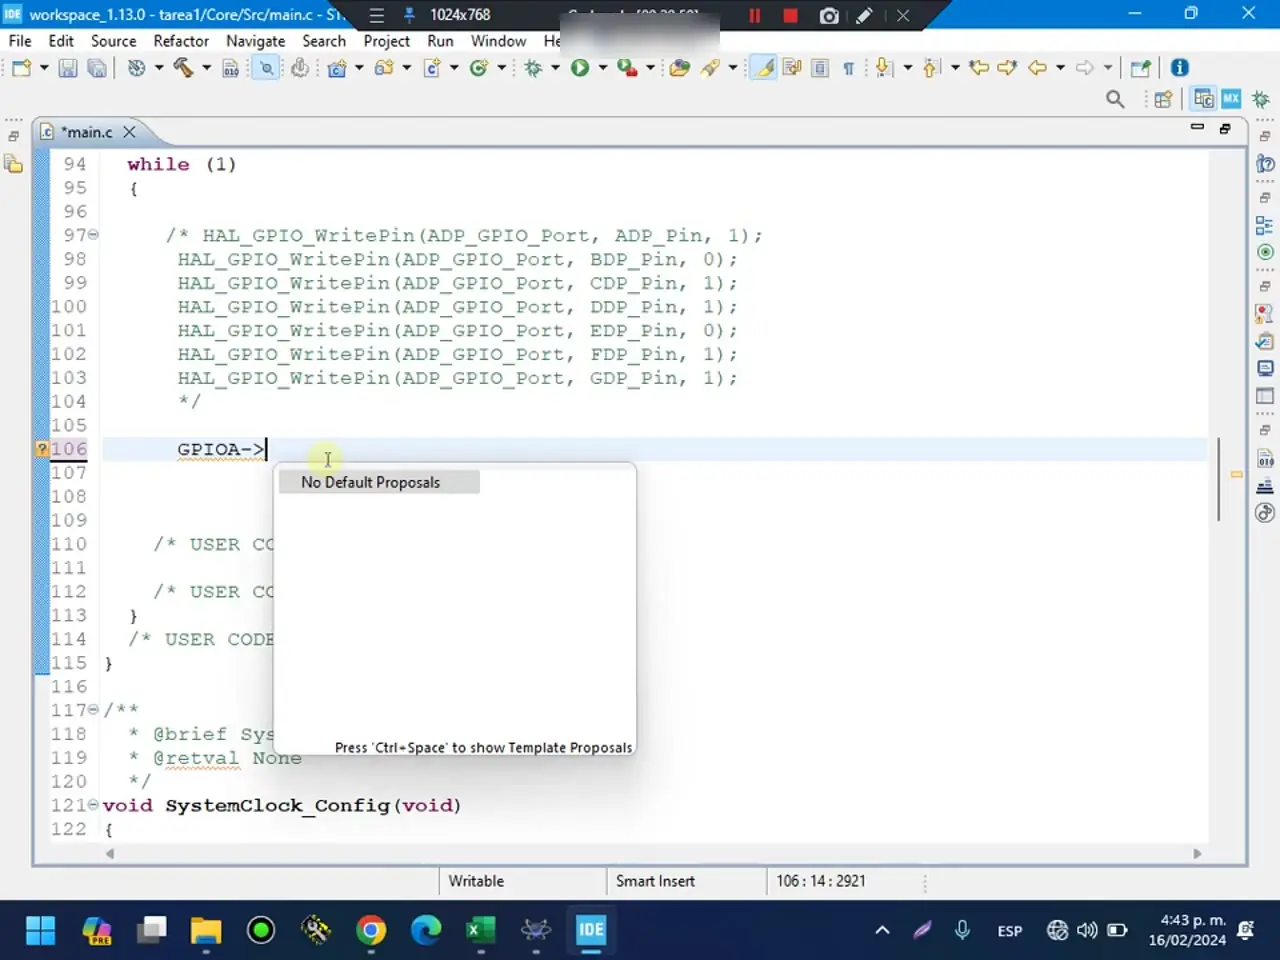 workspace_1.13.0 - tarea1/Core/Src/main.c - ST
1024x768
File Edit Source Refactor Navigate Search Project Run Window He
*main.c
94 while (1)
95 {
96
97 /* HAL_GPIO_WritePin(ADP_GPIO_Port, ADP_Pin, 1);
98 HAL_GPIO_WritePin(ADP_GPIO_Port, BDP_Pin, 0);
99 HAL_GPIO_WritePin(ADP_GPIO_Port, CDP_Pin, 1);
100 HAL_GPIO_WritePin(ADP_GPIO_Port, DDP_Pin, 1);
101 HAL_GPIO_WritePin(ADP_GPIO_Port, EDP_Pin, 0);
102 HAL_GPIO_WritePin(ADP_GPIO_Port, FDP_Pin, 1);
103 HAL_GPIO_WritePin(ADP_GPIO_Port, GDP_Pin, 1);
104 */
105
106 GPIOA->
107
No Default Proposals
108
109
110 /* USER CO
111
112 /* USER CO
113 }
114 /* USER CODE
115 }
116
117 /**
118 * @brief Sys
Press 'Ctrl+Space' to show Template Proposals
119 * @retval None
120 */
121 void SystemClock_Config(void)
122 {
Writable Smart Insert 106 : 14 : 2921
PRE IDE ESP 4:43 p. m.
16/02/2024